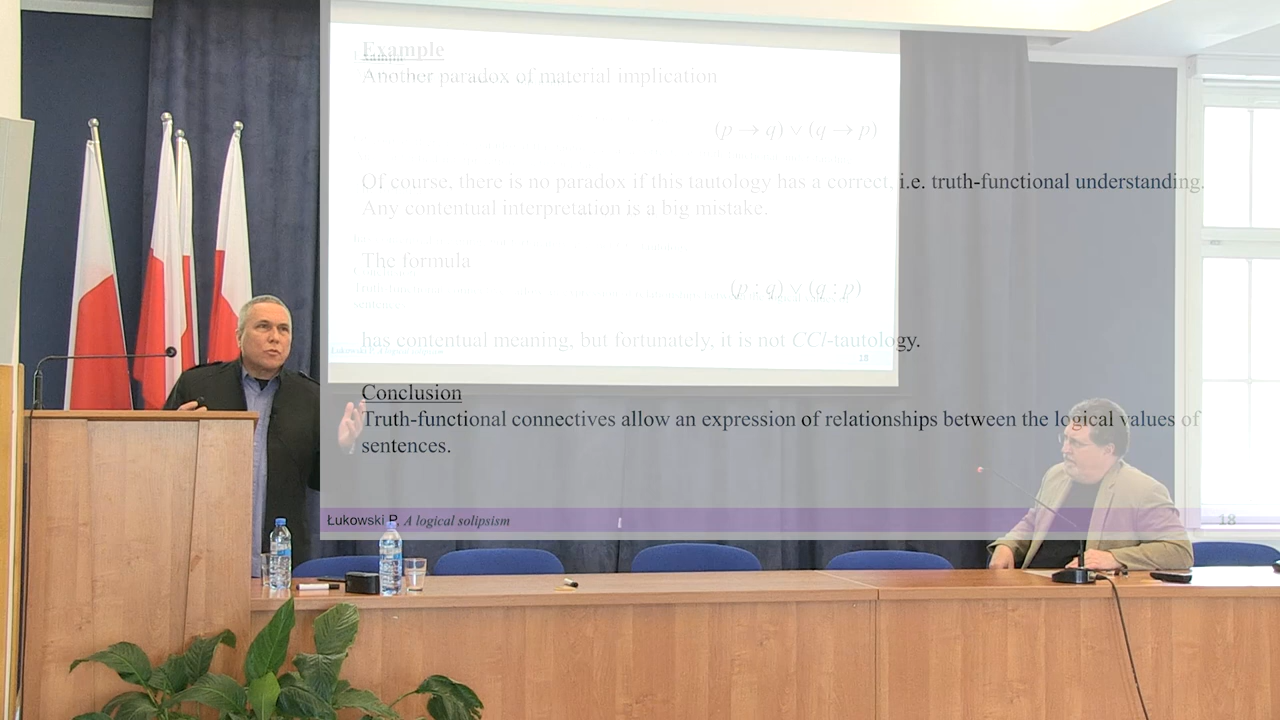 Example
Another paradox of material implication
(p → q) ∨ (q → p)
Of course, there is no paradox if this tautology has a correct, i.e. truth-functional understanding.
Any contentual interpretation is a big mistake.
The formula
(p : q) ∨ (q : p)
has contentual meaning, but fortunately, it is not CCL-tautology.
Conclusion
Truth-functional connectives allow an expression of relationships between the logical values of
sentences.
Łukowski P. A logical solipsism
18